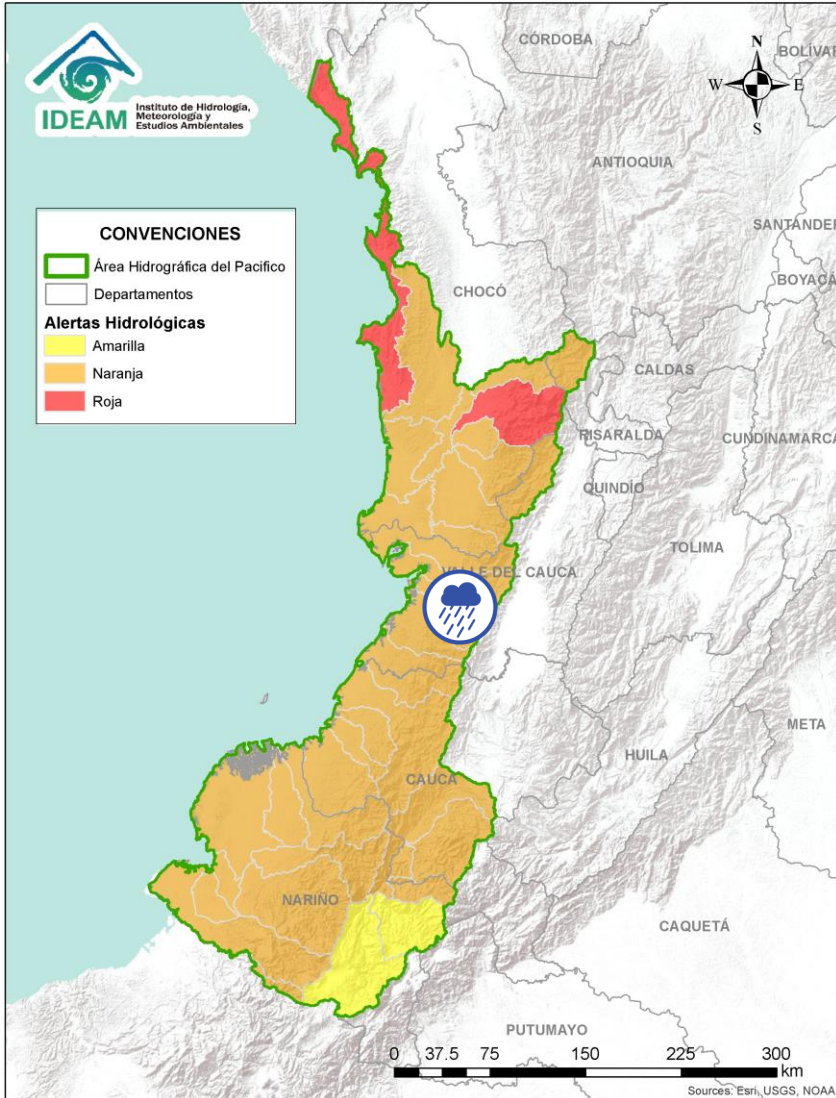 IDEAM
Instituto de Hidrología,
Meteorología y
Estudios Ambientales
CÓRDOBA
BOLÍVAR
N
W E
S
ANTIOQUIA
SANTANDER
BOYACÁ
CHOCÓ
CALDAS
RISARALDA
CUNDINAMARCA
QUINDÍO
TOLIMA
VALLE DEL CAUCA
META
HUILA
CAUCA
NARIÑO
CAQUETÁ
PUTUMAYO
CONVENCIONES
Área Hidrográfica del Pacifico
Departamentos
Alertas Hidrológicas
Amarilla
Naranja
Roja
0 37.5 75 150 225 300
km
Sources: Esri, USGS, NOAA